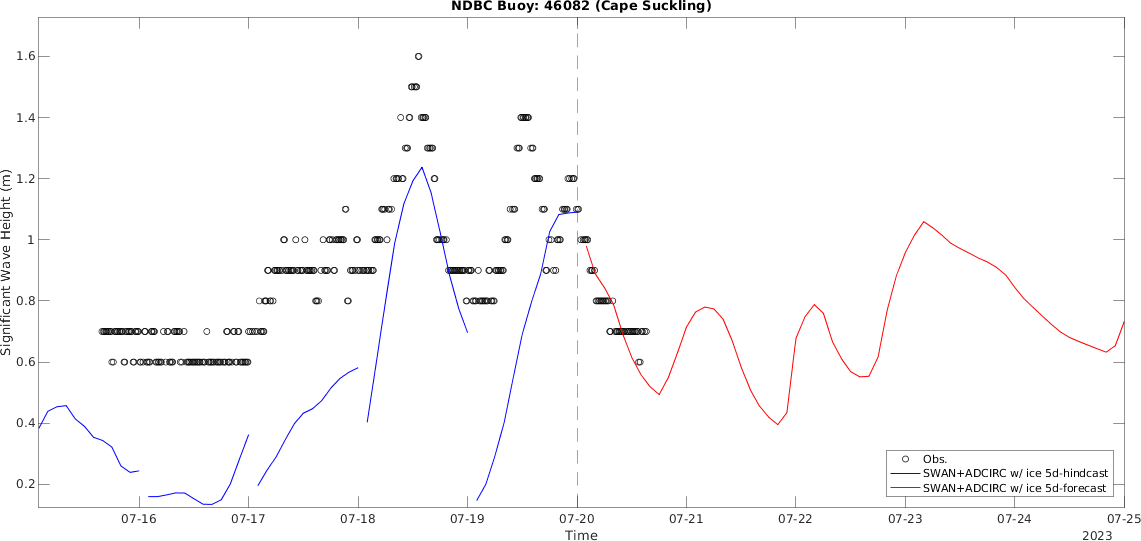 NDBC Buoy: 46082 (Cape Suckling)
1.6
1.4
1.2
1
0.8
0.6
0.4
0.2
Significant Wave Height (m)
Obs.
SWAN+ADCIRC w/ ice 5d-hindcast
SWAN+ADCIRC w/ ice 5d-forecast
07-16 07-17 07-18 07-19 07-20 07-21 07-22 07-23 07-24 07-25
Time
2023